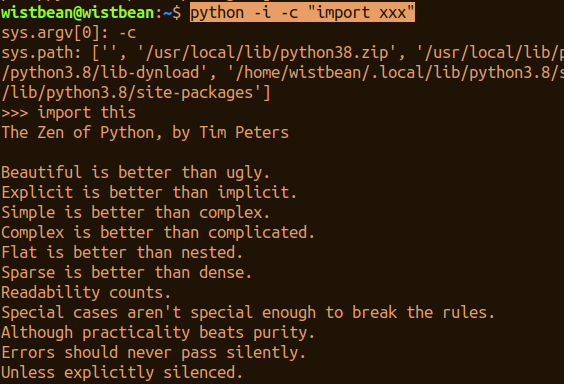 wistbean@wistbean:~$ python -i -c "import xxx"
sys.argv[0]: -c
sys.path: ['', '/usr/local/lib/python38.zip', '/usr/local/lib/p
/python3.8/lib-dynload', '/home/wistbean/.local/lib/python3.8/s
/lib/python3.8/site-packages']
>>> import this
The Zen of Python, by Tim Peters

Beautiful is better than ugly.
Explicit is better than implicit.
Simple is better than complex.
Complex is better than complicated.
Flat is better than nested.
Sparse is better than dense.
Readability counts.
Special cases aren't special enough to break the rules.
Although practicality beats purity.
Errors should never pass silently.
Unless explicitly silenced.